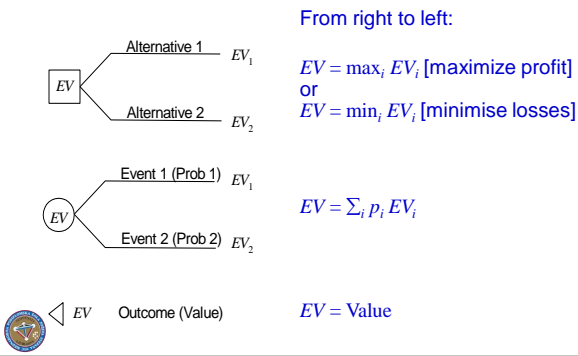 From right to left:
Alternative 1 EV₁
EV = maxᵢ EVᵢ [maximize profit]
EV
or
Alternative 2 EV₂
EV = minᵢ EVᵢ [minimise losses]
Event 1 (Prob 1) EV₁
EV
EV = ∑ᵢ pᵢ EVᵢ
Event 2 (Prob 2) EV₂
EV Outcome (Value)
EV = Value